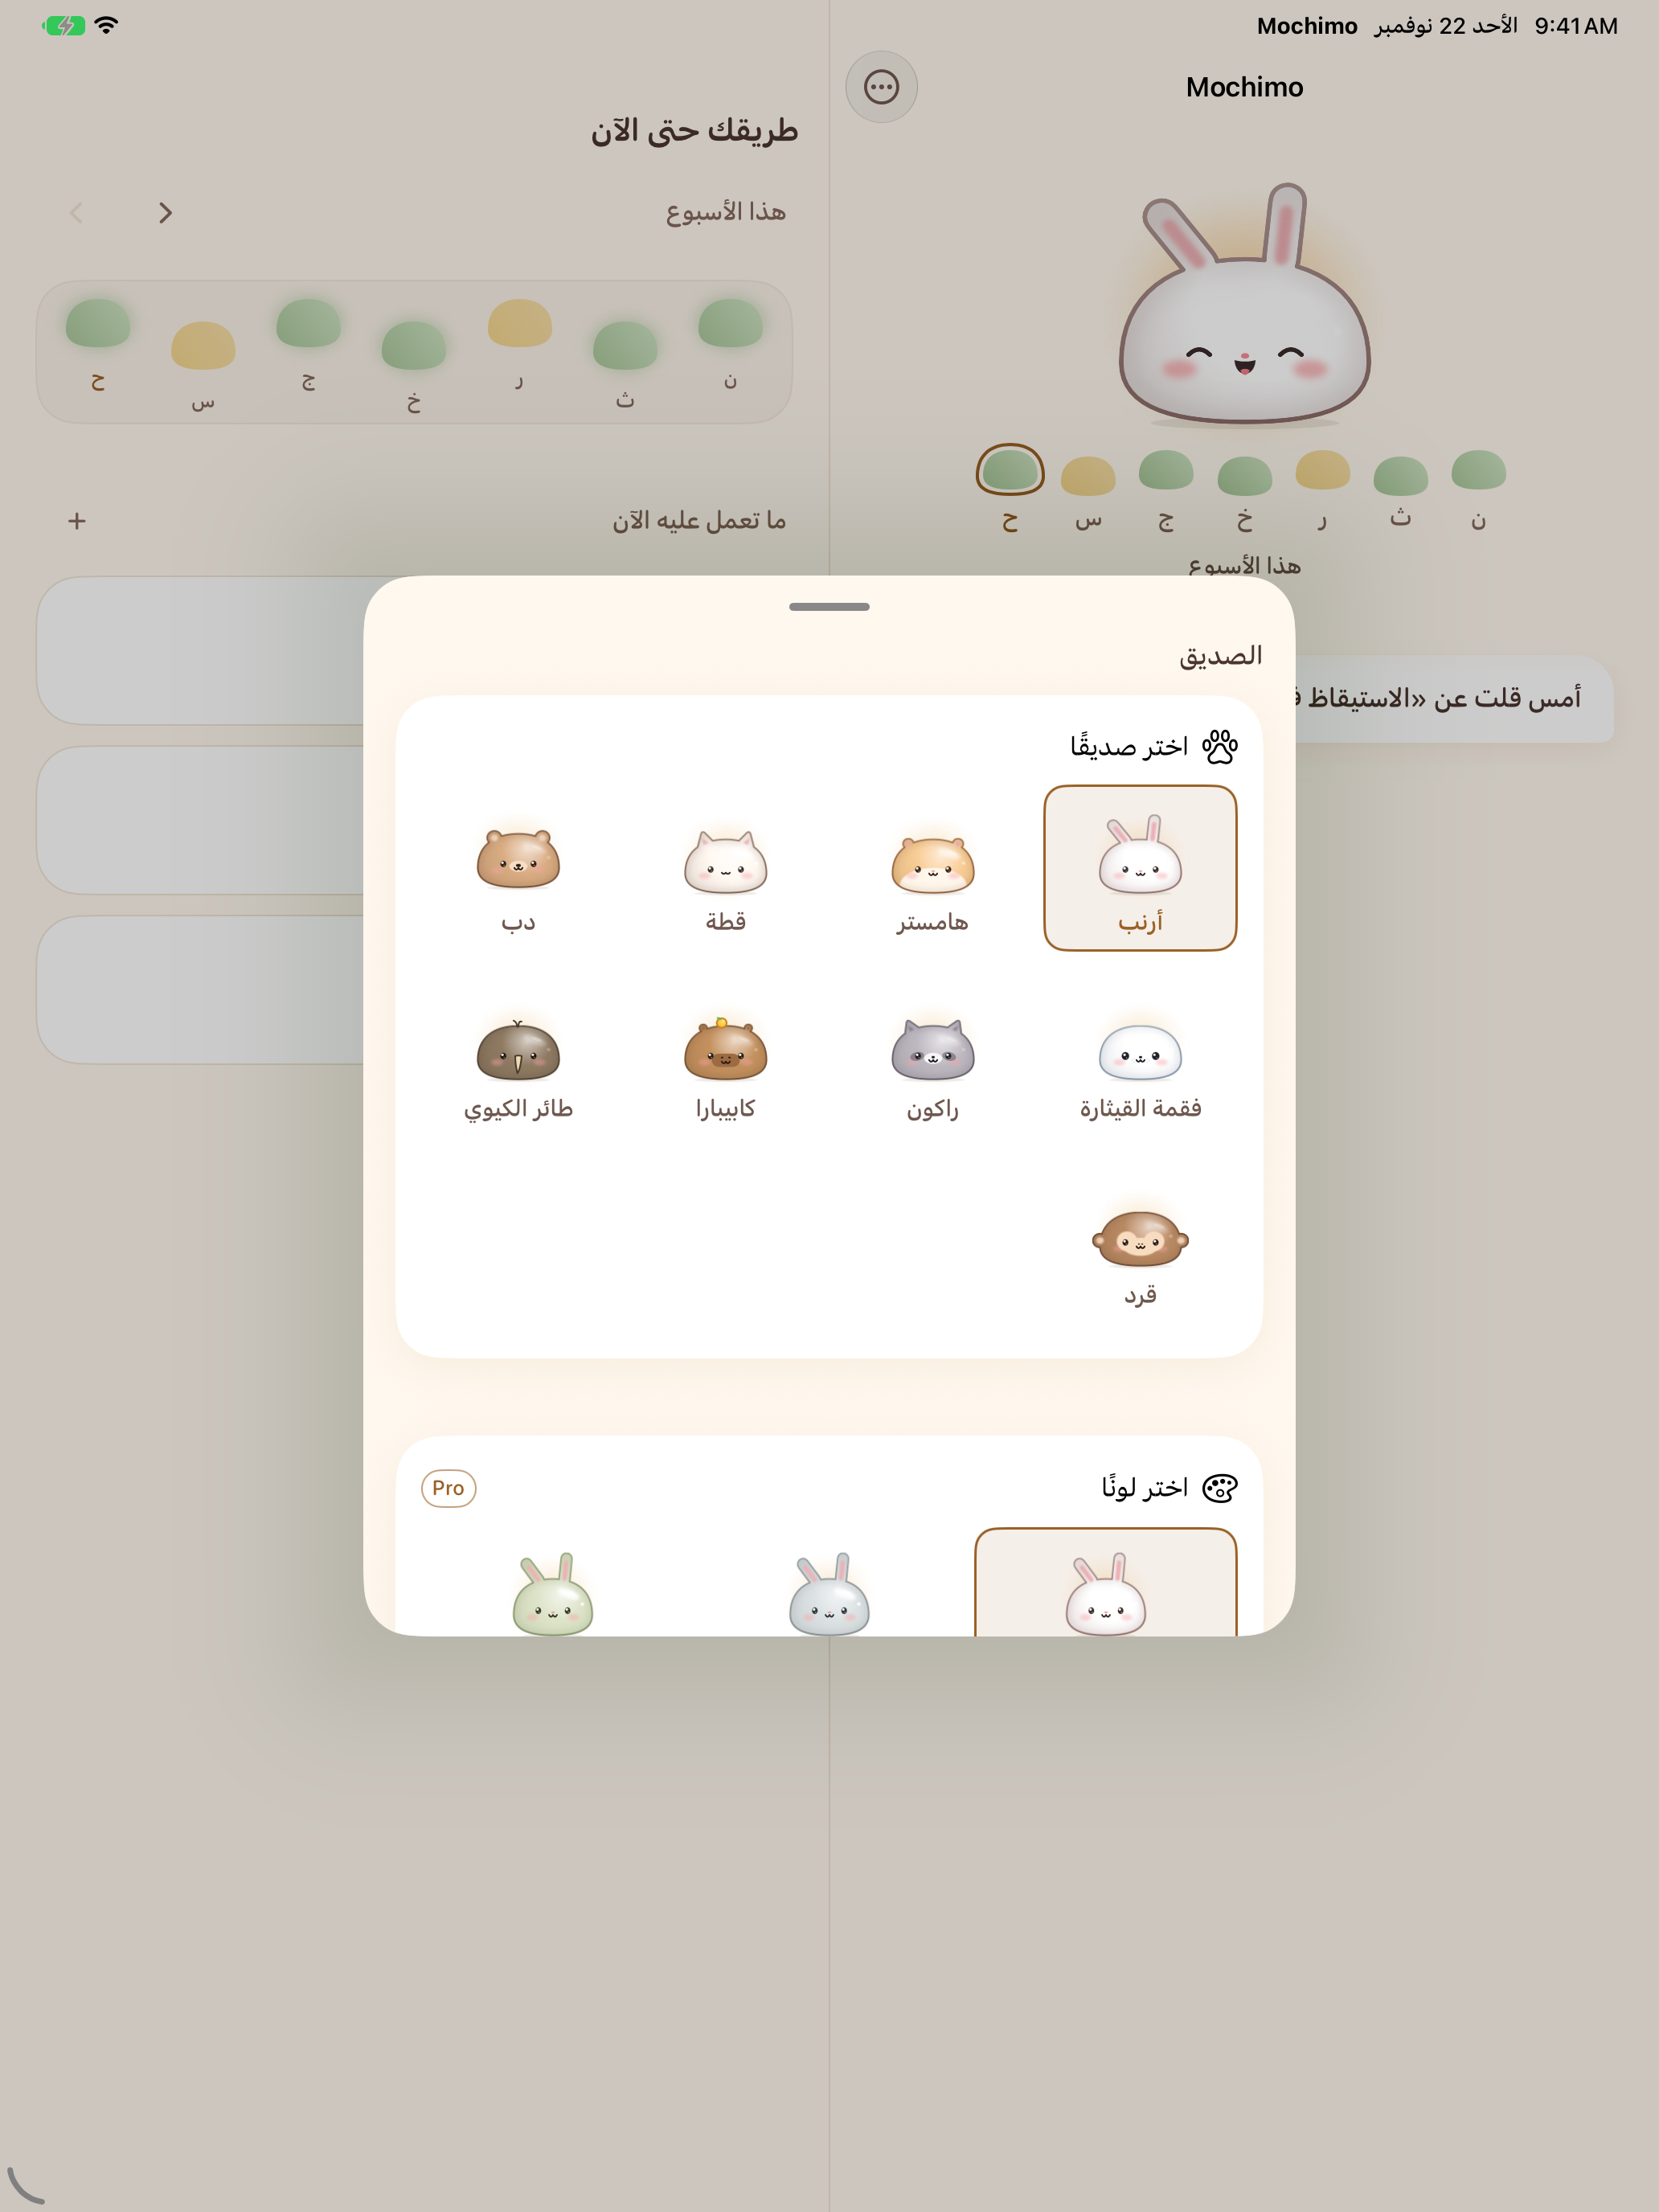 9:41 AM الأحد 22 نوفمبر Mochimo
Mochimo
ن ث ر خ ج س ح
هذا الأسبوع
أمس قلت عن «الاستيقاظ
طريقك حتى الآن
هذا الأسبوع
ن ث ر خ ج س ح
ما تعمل عليه الآن
+
الصديق
اختر صديقًا
أرنب
هامستر
قطة
دب
فقمة القيثارة
راكون
كابيبارا
طائر الكيوي
قرد
اختر لونًا
Pro